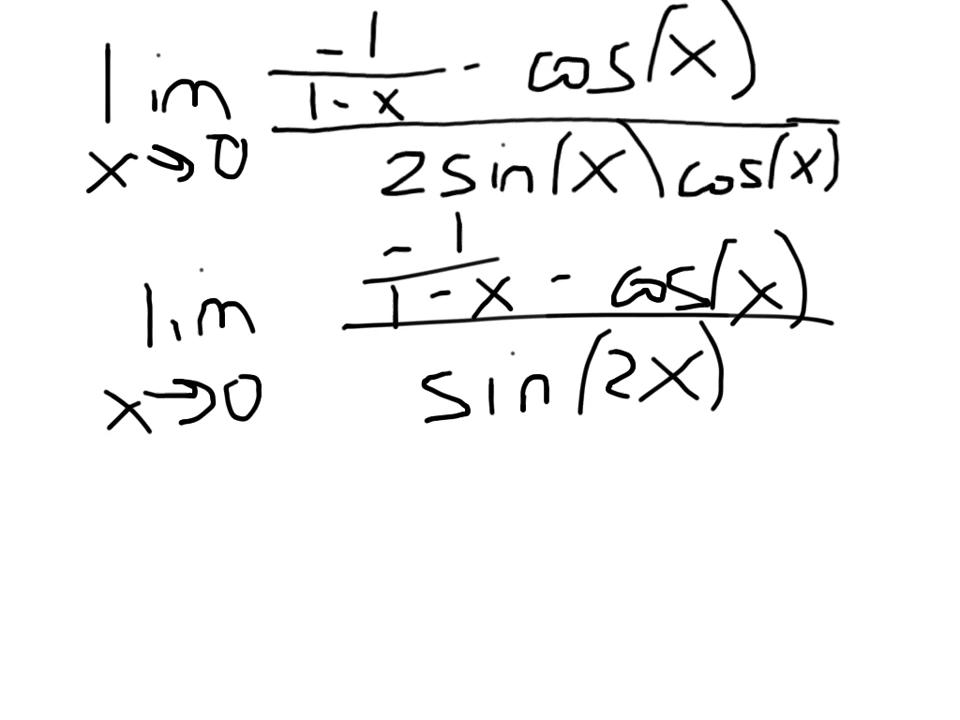 lim x→0 (-1/(1-x) - cos(x))/(2sin(x)cos(x))
lim x→0 (-1/(1-x) - cos(x))/(sin(2x))